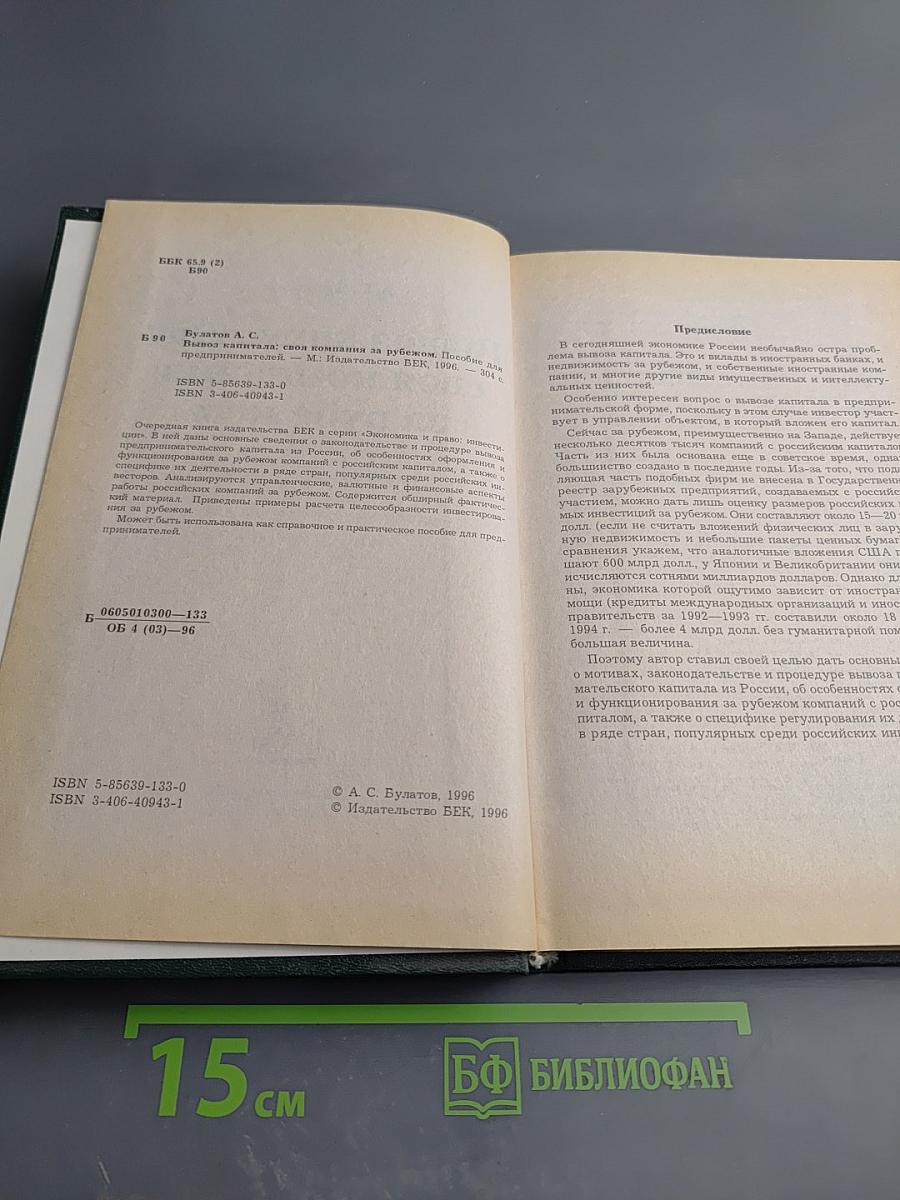 ББК 65.9 (2)
Б90
Б 90
Булатов А. С.
Вывоз капитала: своя компания за рубежом. Пособие для
предпринимателей. — М.: Издательство БЕК, 1996. — 304 с.
ISBN 5-85639-133-0
ISBN 3-406-40943-1
Очередная книга издательства БЕК в серии «Экономика и право: инвести-
ции». В ней даны основные сведения о законодательстве и процедуре вывоза
предпринимательского капитала из России, об особенностях оформления и
функционирования за рубежом компаний с российским капиталом, а также о
специфике их деятельности в ряде стран, популярных среди российских ин-
весторов. Анализируются управленческие, валютные и финансовые аспекты
работы российских компаний за рубежом. Содержится обширный фактичес-
кий материал. Приведены примеры расчета целесообразности инвестирова-
ния за рубежом.
Может быть использована как справочное и практическое пособие для пред-
принимателей.
Б 0605010300—133
ОБ 4 (03)—96
ISBN 5-85639-133-0
ISBN 3-406-40943-1
© А. С. Булатов, 1996
© Издательство БЕК, 1996
Предисловие
В сегодняшней экономике России необычайно остра проб-
лема вывоза капитала. Это и вклады в иностранных банках, и
недвижимость за рубежом, и собственные иностранные ком-
пании, и многие другие виды имущественных и интеллекту-
альных ценностей.
Особенно интересен вопрос о вывозе капитала в предпри-
нимательской форме, поскольку в этом случае инвестор участ-
вует в управлении объектом, в который вложен его капитал.
Сейчас за рубежом, преимущественно на Западе, действуе
несколько десятков тысяч компаний с российским капитало
Часть из них была основана еще в советское время, одна
большинство создано в последние годы. Из-за того, что пода
ляющая часть подобных фирм не внесена в Государственн
реестр зарубежных предприятий, создаваемых с российс
участием, можно дать лишь оценку размеров российских
мых инвестиций за рубежом. Они составляют около 15—20
долл. (если не считать вложений физических лиц в зару
ную недвижимость и небольшие пакеты ценных бумаг
сравнения укажем, что аналогичные вложения США п
шают 600 млрд долл., у Японии и Великобритании они
исчисляются сотнями миллиардов долларов. Однако дл
ны, экономика которой ощутимо зависит от иностран
мощи (кредиты международных организаций и инос
правительств за 1992—1993 гг. составили около 18
1994 г. — более 4 млрд долл. без гуманитарной пом
большая величина.
Поэтому автор ставил своей целью дать основны
о мотивах, законодательстве и процедуре вывоза п
мательского капитала из России, об особенностях
и функционирования за рубежом компаний с рос
питалом, а также о специфике регулирования их
в ряде стран, популярных среди российских инв
15 см
БФ БИБЛИОФАН